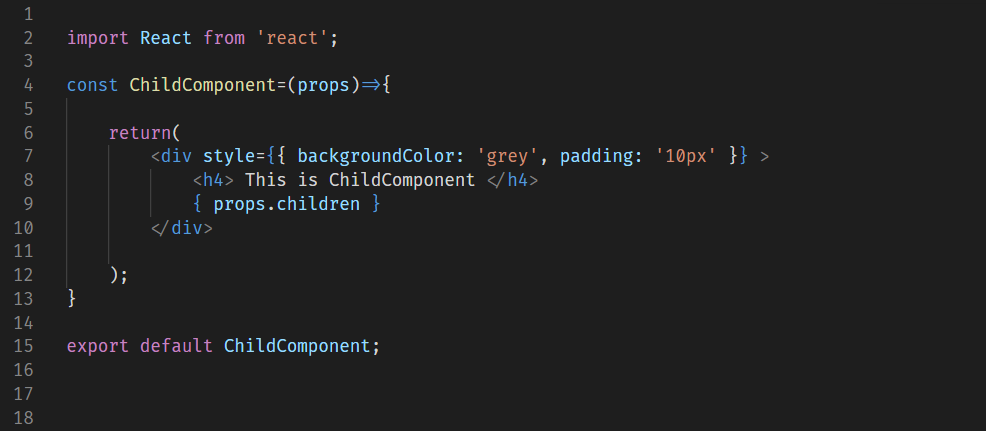 1
2 import React from 'react';
3
4 const ChildComponent=(props)=>{
5
6 return(
7 <div style={{ backgroundColor: 'grey', padding: '10px' }} >
8 <h4> This is ChildComponent </h4>
9 { props.children }
10 </div>
11
12 );
13 }
14
15 export default ChildComponent;
16
17
18